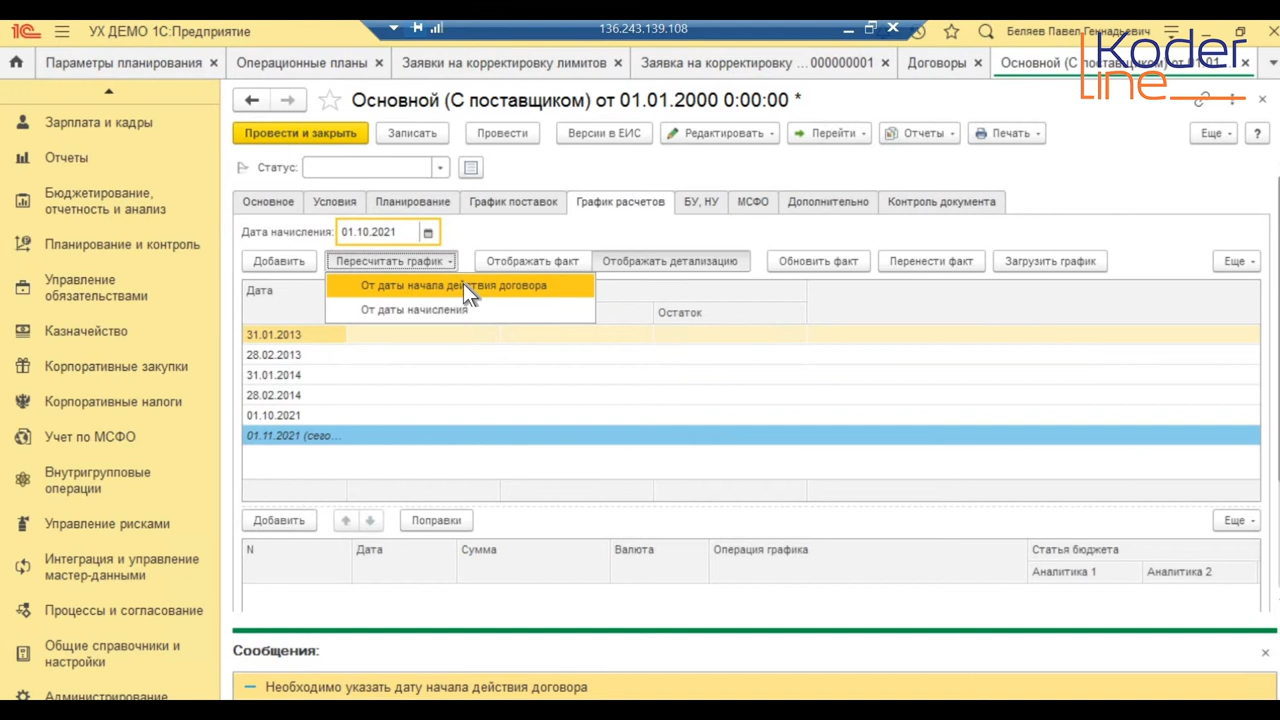 УХ ДЕМО 1С:Предприятие
136.243.139.108
Беляев Павел Геннадьевич
Koder
line
Параметры планирования
Операционные планы
Заявки на корректировку лимитов
Заявка на корректировку ...000000001
Договоры
Основной (С поставщиком) от 01.01
Основной (С поставщиком) от 01.01.2000 0:00:00 *
Провести и закрыть
Записать
Провести
Версии в ЕИС
Редактировать
Перейти
Отчеты
Печать
Еще
?
Статус:
Основное
Условия
Планирование
График поставок
График расчетов
БУ, НУ
МСФО
Дополнительно
Контроль документа
Дата начисления: 01.10.2021
Добавить
Пересчитать график
Отображать факт
Отображать детализацию
Обновить факт
Перенести факт
Загрузить график
Еще
От даты начала действия договора
От даты начисления
Дата
Остаток
31.01.2013
28.02.2013
31.01.2014
28.02.2014
01.10.2021
01.11.2021 (сего...
Добавить
Поправки
Еще
N
Дата
Сумма
Валюта
Операция графика
Статья бюджета
Аналитика 1
Аналитика 2
Сообщения:
Необходимо указать дату начала действия договора
Зарплата и кадры
Отчеты
Бюджетирование,
отчетность и анализ
Планирование и контроль
Управление
обязательствами
Казначейство
Корпоративные закупки
Корпоративные налоги
Учет по МСФО
Внутригрупповые
операции
Управление рисками
Интеграция и управление
мастер-данными
Процессы и согласование
Общие справочники и
настройки
Администрирование